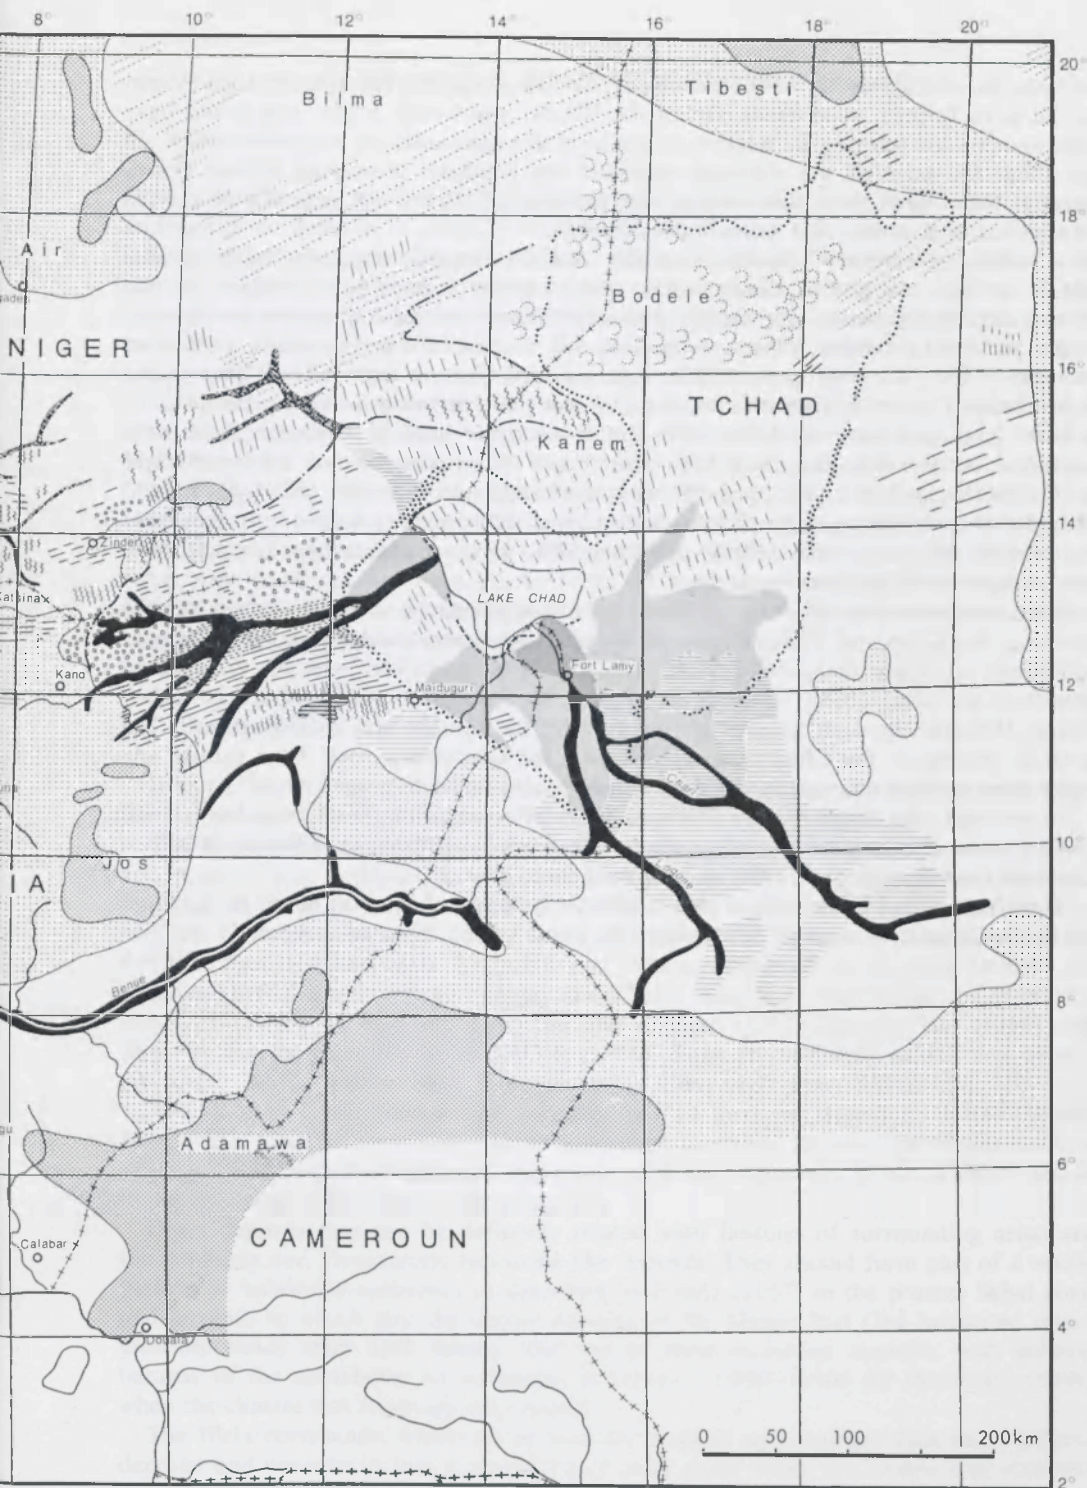 8° 10° 12° 14° 16° 18° 20°
20°
Tibesti
Bilma
18°
Air
Bodele
NIGER
16°
TCHAD
Kanem
14°
Zinder
LAKE CHAD
Fort Lamy
Kano
12°
Maiduguri
Chari
10°
JOS
Logone
IA
Benue
8°
Adamawa
6°
CAMEROUN
Calabar
4°
Douala
0 50 100 200km
2°